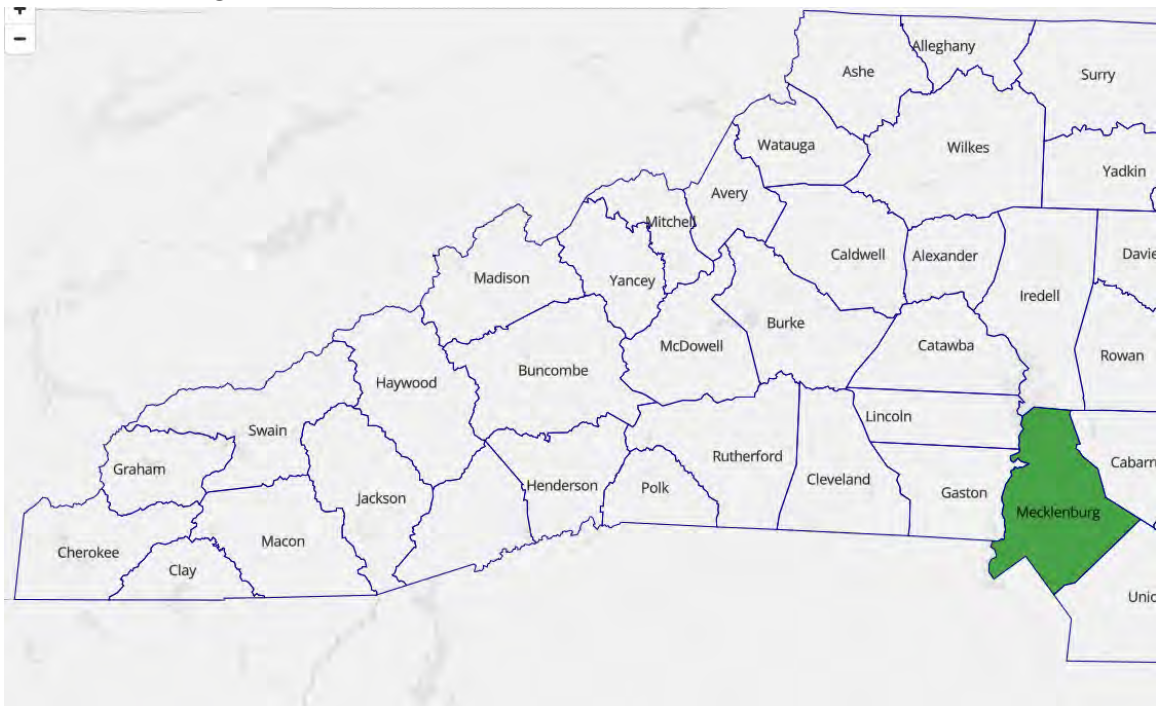 +
−
Alleghany
Ashe
Surry
Watauga
Wilkes
Yadkin
Avery
Mitchell
Caldwell
Alexander
Davie
Madison
Yancey
Iredell
Burke
McDowell
Catawba
Rowan
Buncombe
Haywood
Lincoln
Swain
Rutherford
Cabarr
Graham
Cleveland
Henderson
Polk
Gaston
Jackson
Mecklenburg
Macon
Cherokee
Clay
Unio